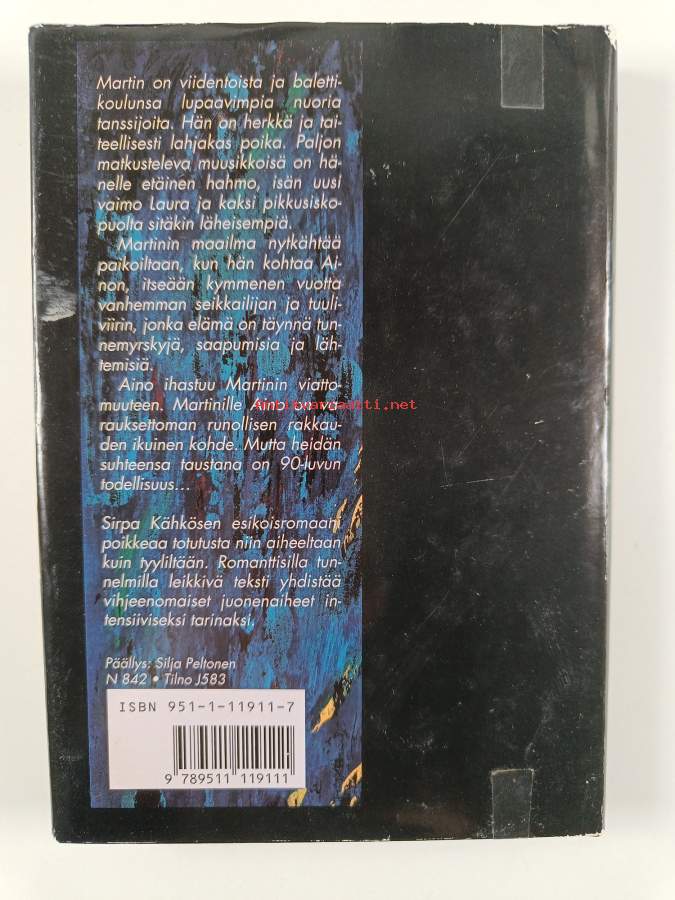 Martin on viidentoista ja baletti-
koulunsa lupaavimpia nuoria
tanssijoita. Hän on herkkä ja tai-
teellisesti lahjakas poika. Paljon
matkusteleva muusikkoisä on hä-
nelle etäinen hahmo, isän uusi
vaimo Laura ja kaksi pikkusisko-
puolta sitäkin läheisempiä.
Martinin maailma nytkähtää
paikoiltaan, kun hän kohtaa Ai-
non, itseään kymmenen vuotta
vanhemman seikkailijan ja tuuli-
viirin, jonka elämä on täynnä tun-
nemyrskyjä, saapumisia ja läh-
temisiä.
Aino ihastuu Martinin viatto-
muuteen. Martinille Aino on va-
rauksettoman runollisen rakkau-
den ikuinen kohde. Mutta heidän
suhteensa taustana on 90-luvun
todellisuus...
Antikvariaatti.net
Sirpa Kähkösen esikoisromaani
poikkeaa totutusta niin aiheeltaan
kuin tyyliltään. Romanttisilla tun-
nelmilla leikkivä teksti yhdistää
vihjeenomaiset juonenaiheet in-
tensiiviseksi tarinaksi.
Päällys: Silja Peltonen
N 842 • Tilno J583
ISBN 951-1-11911-7
9 789511 119111